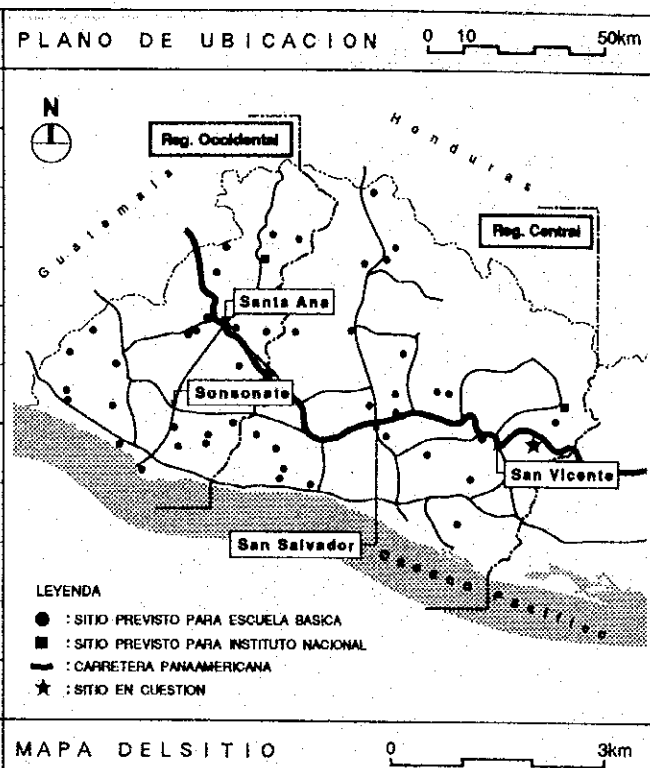 PLANO DE UBICACION 0 10 50km
N
Honduras
Reg. Occidental
Guatemala
Reg. Central
Santa Ana
Sonsonate
San Vicente
San Salvador
Oceano Pacifico
LEYENDA
: SITIO PREVISTO PARA ESCUELA BASICA
: SITIO PREVISTO PARA INSTITUTO NACIONAL
: CARRETERA PANAAMERICANA
: SITIO EN CUESTION
MAPA DELSITIO 0 3km